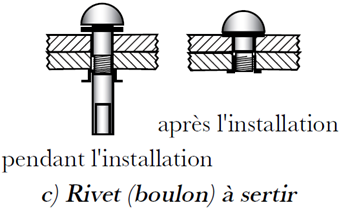 après l'installation
pendant l'installation
c) Rivet (boulon) à sertir